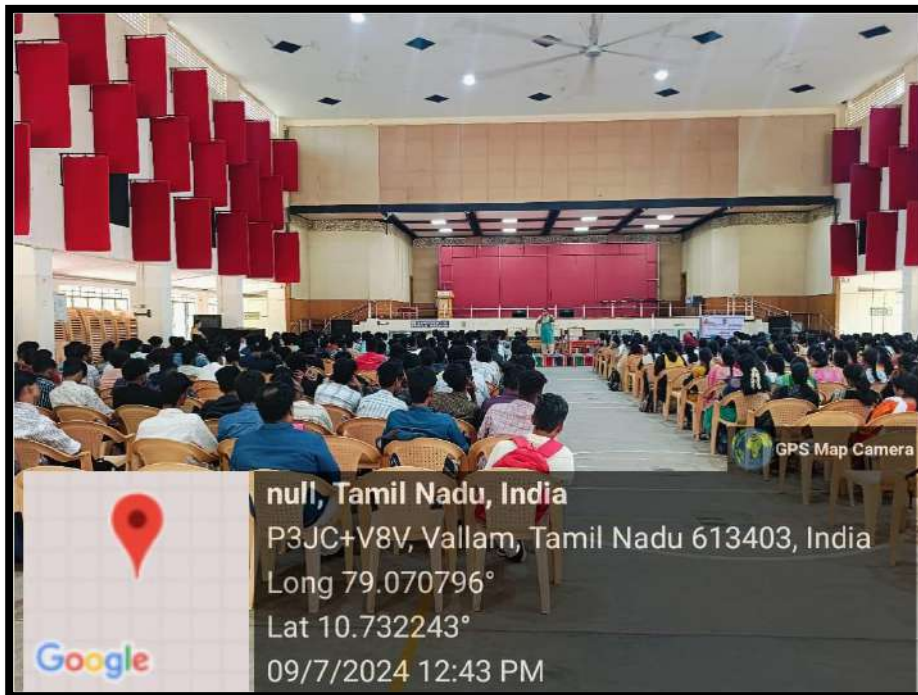 GPS Map Camera
null, Tamil Nadu, India
P3JC+V8V, Vallam, Tamil Nadu 613403, India
Long 79.070796°
Lat 10.732243°
09/7/2024 12:43 PM
Google